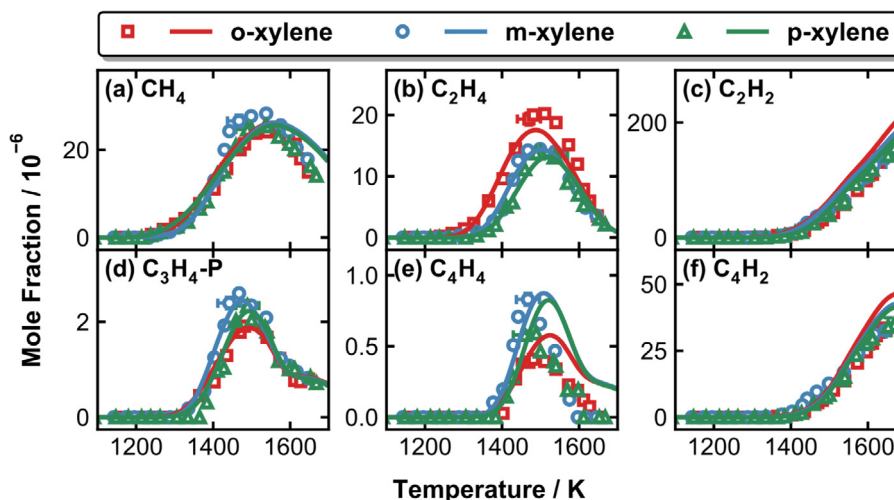 o-xylene m-xylene p-xylene
(a) CH₄ (b) C₂H₄ (c) C₂H₂
20 20 200
10 100
0 0 0
(d) C₃H₄-P (e) C₄H₄ (f) C₄H₂
2 1.0 50
0.5 25
0 0.0 0
1200 1400 1600 1200 1400 1600 1200 1400 1600
Mole Fraction / 10⁻⁶
Temperature / K